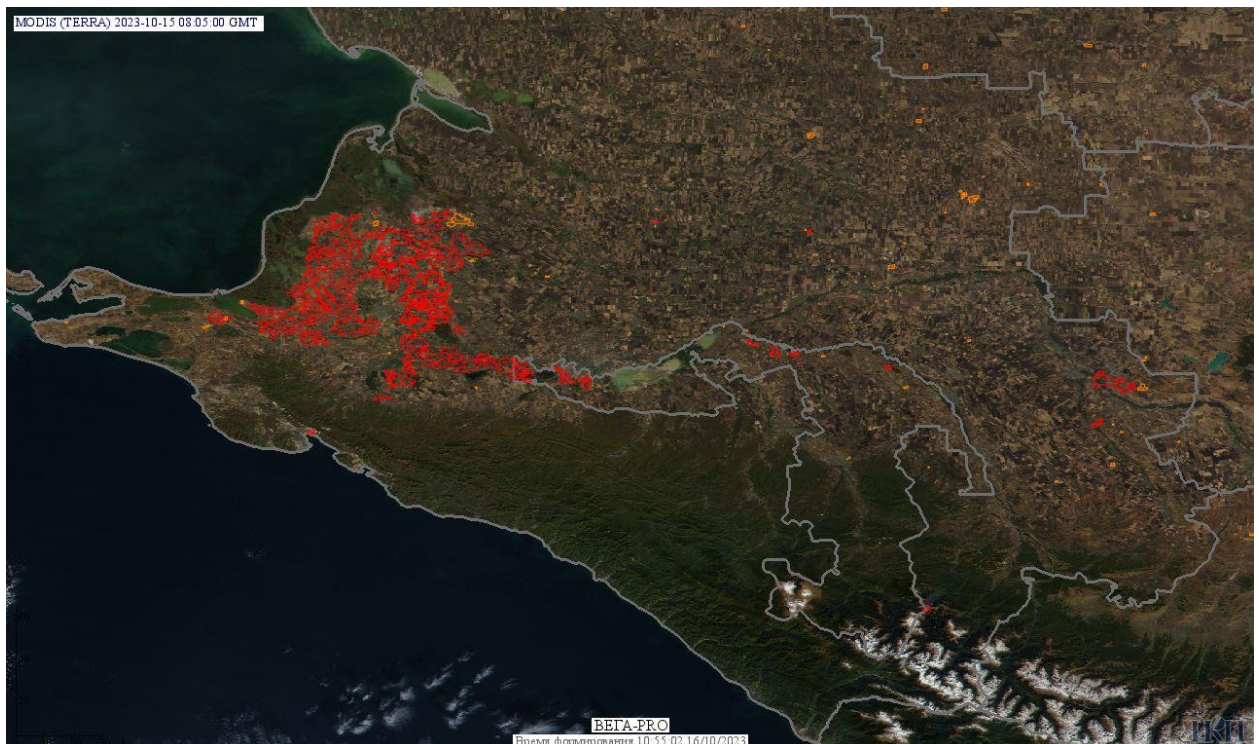 MODIS (TERRA) 2023-10-15 08:05:00 GMT
ВЕГА-PRO
Время формирования 10:55:02 16/10/2023
ИКИ